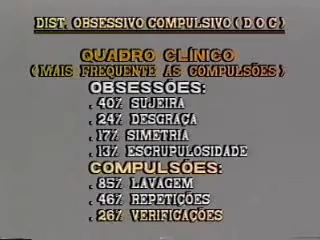 DIST. OBSESSIVO COMPULSIVO ( D O C )
QUADRO CLÍNICO
( MAIS FREQUENTE AS COMPULSÕES )
OBSESSÕES:
. 40% SUJEIRA
. 24% DESGRAÇA
. 17% SIMETRIA
. 13% ESCRUPULOSIDADE
COMPULSÕES:
. 85% LAVAGEM
. 46% REPETIÇÕES
. 26% VERIFICAÇÕES